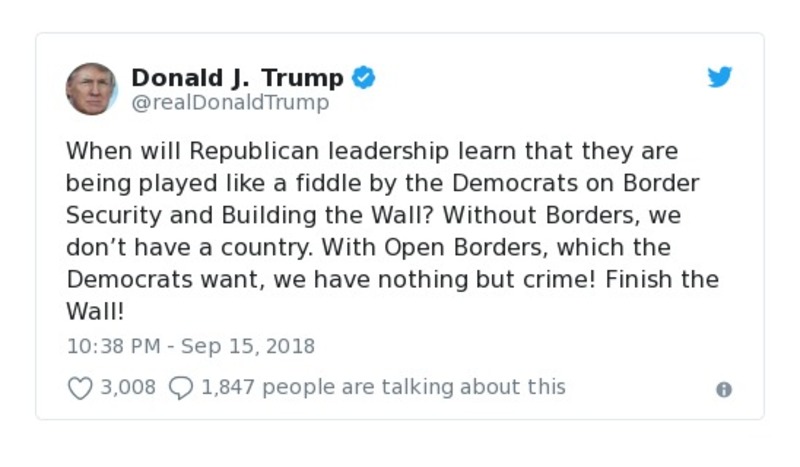 Donald J. Trump
@realDonaldTrump
When will Republican leadership learn that they are
being played like a fiddle by the Democrats on Border
Security and Building the Wall? Without Borders, we
don’t have a country. With Open Borders, which the
Democrats want, we have nothing but crime! Finish the
Wall!
10:38 PM - Sep 15, 2018
3,008 1,847 people are talking about this